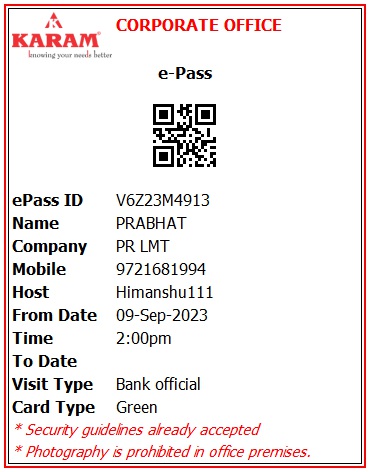 CORPORATE OFFICE
KARAM®
knowing your needs better
e-Pass
ePass ID V6Z23M4913
Name PRABHAT
Company PR LMT
Mobile 9721681994
Host Himanshu111
From Date 09-Sep-2023
Time 2:00pm
To Date
Visit Type Bank official
Card Type Green
* Security guidelines already accepted
* Photography is prohibited in office premises.